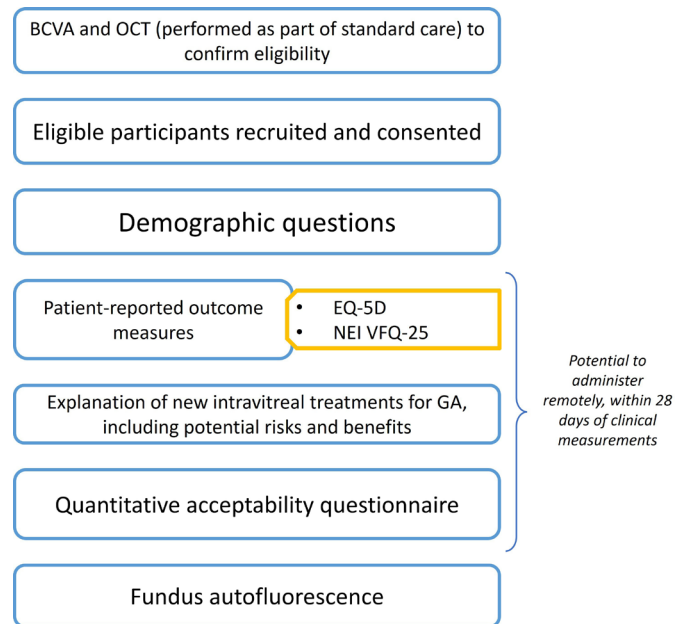 BCVA and OCT (performed as part of standard care) to
confirm eligibility
Eligible participants recruited and consented
Demographic questions
Patient-reported outcome
measures
• EQ-5D
• NEI VFQ-25
Explanation of new intravitreal treatments for GA,
including potential risks and benefits
Quantitative acceptability questionnaire
Potential to
administer
remotely, within 28
days of clinical
measurements
Fundus autofluorescence